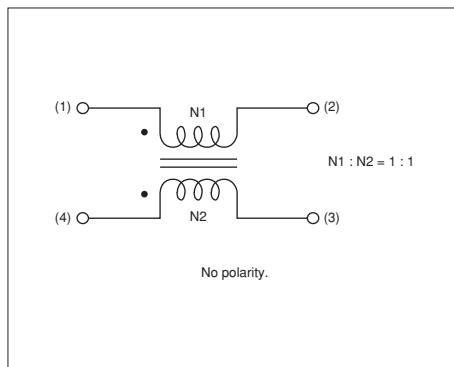 (1)
N1
(2)
N1 : N2 = 1 : 1
(4)
N2
(3)
No polarity.